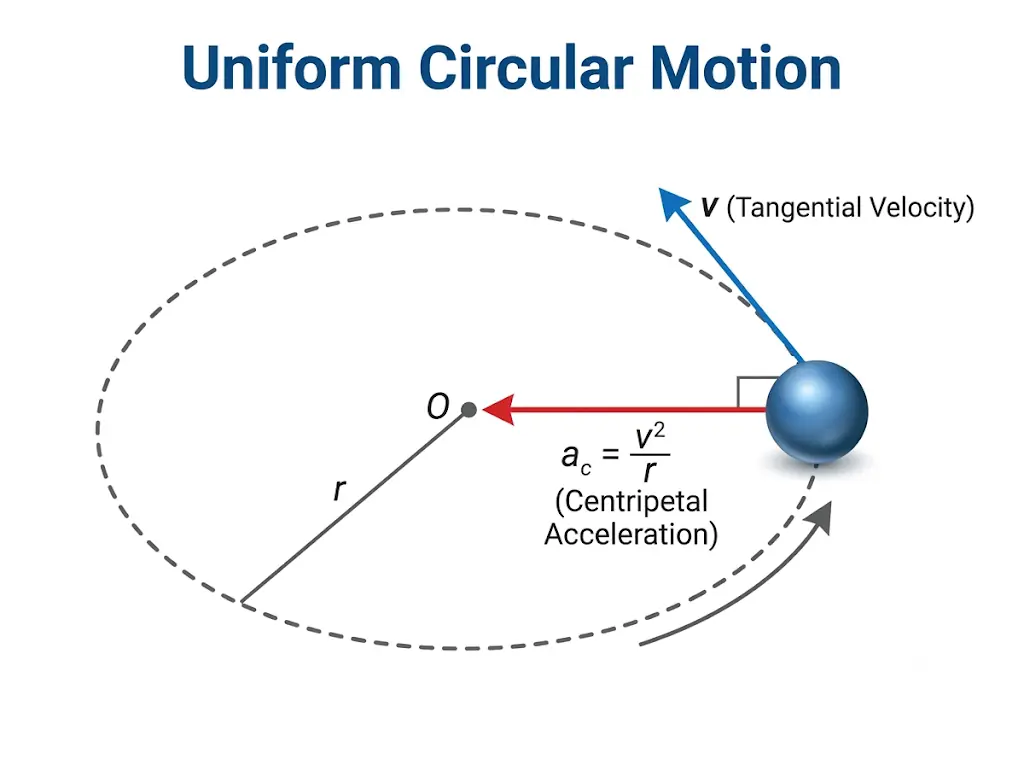 Uniform Circular Motion
v (Tangential Velocity)
O
a_c = v²/r
(Centripetal
Acceleration)
r